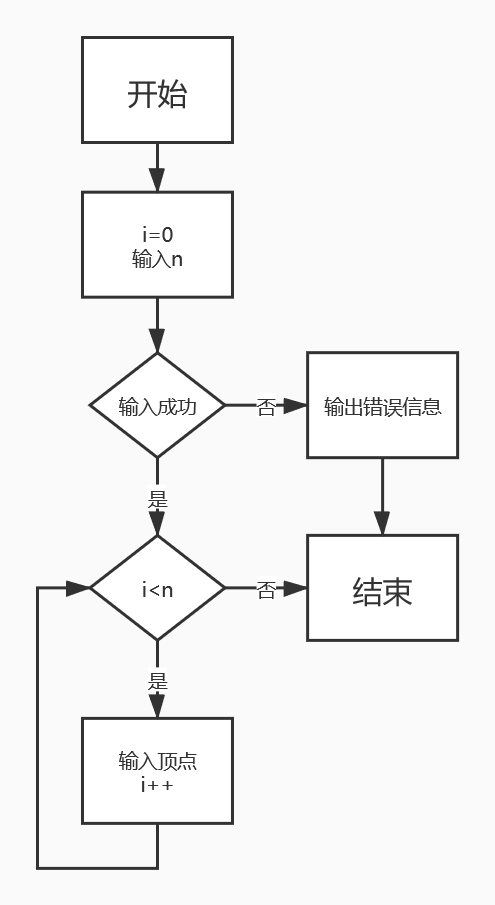 开始
i=0
输入n
输入成功
否
输出错误信息
是
i<n
否
结束
是
输入顶点
i++